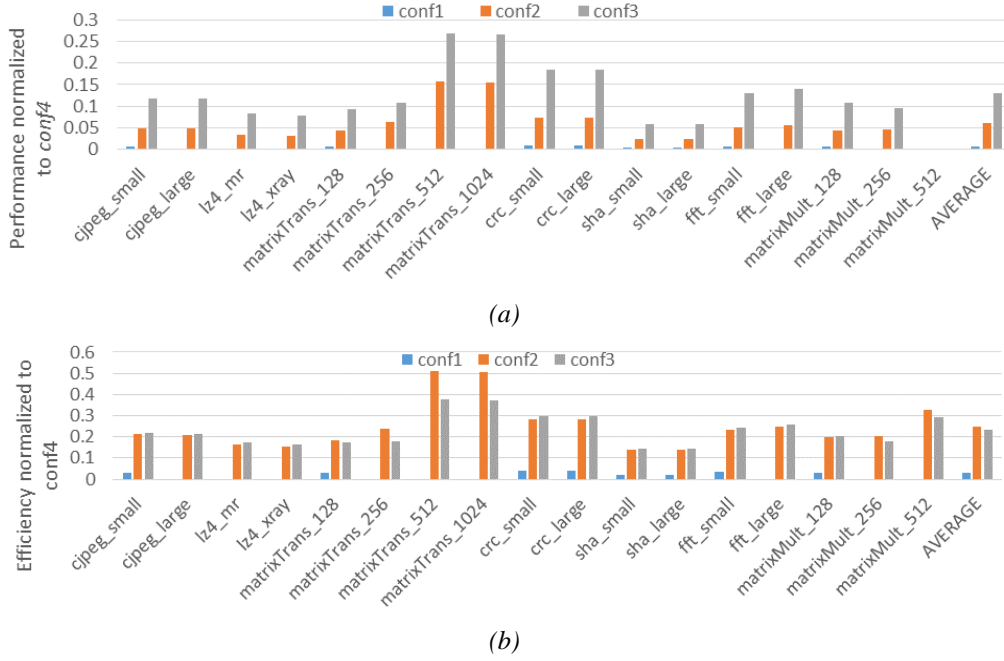 conf1 conf2 conf3
Performance normalized
to conf4
0.3
0.25
0.2
0.15
0.1
0.05
0
cjpeg_small
cjpeg_large
lz4_mr
lz4_xray
matrixTrans_128
matrixTrans_256
matrixTrans_512
matrixTrans_1024
crc_small
crc_large
sha_small
sha_large
fft_small
fft_large
matrixMult_128
matrixMult_256
matrixMult_512
AVERAGE
(a)
conf1 conf2 conf3
Efficiency normalized to
conf4
0.6
0.5
0.4
0.3
0.2
0.1
0
cjpeg_small
cjpeg_large
lz4_mr
lz4_xray
matrixTrans_128
matrixTrans_256
matrixTrans_512
matrixTrans_1024
crc_small
crc_large
sha_small
sha_large
fft_small
fft_large
matrixMult_128
matrixMult_256
matrixMult_512
AVERAGE
(b)